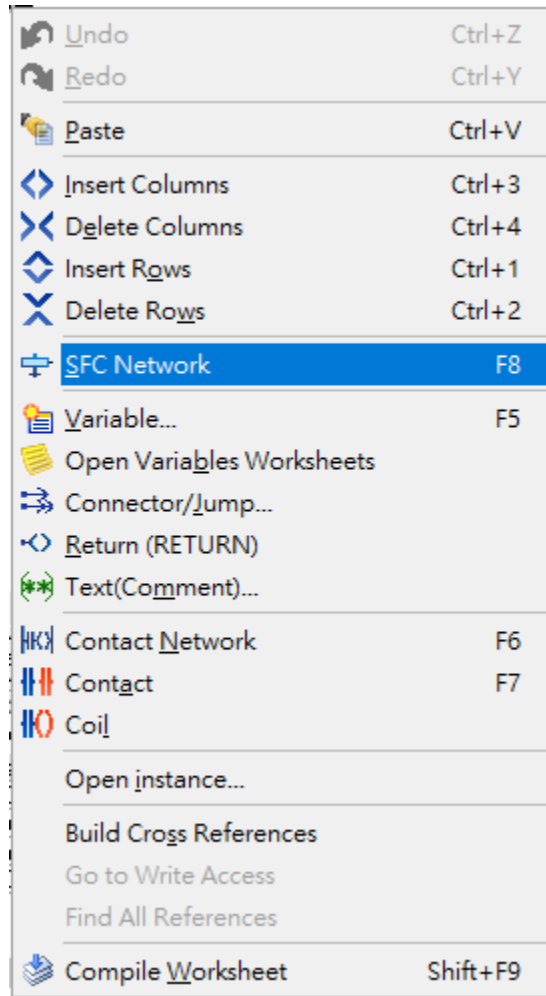 Undo Ctrl+Z
Redo Ctrl+Y
Paste Ctrl+V
Insert Columns Ctrl+3
Delete Columns Ctrl+4
Insert Rows Ctrl+1
Delete Rows Ctrl+2
SFC Network F8
Variable... F5
Open Variables Worksheets
Connector/Jump...
Return (RETURN)
Text(Comment)...
Contact Network F6
Contact F7
Coil
Open instance...
Build Cross References
Go to Write Access
Find All References
Compile Worksheet Shift+F9